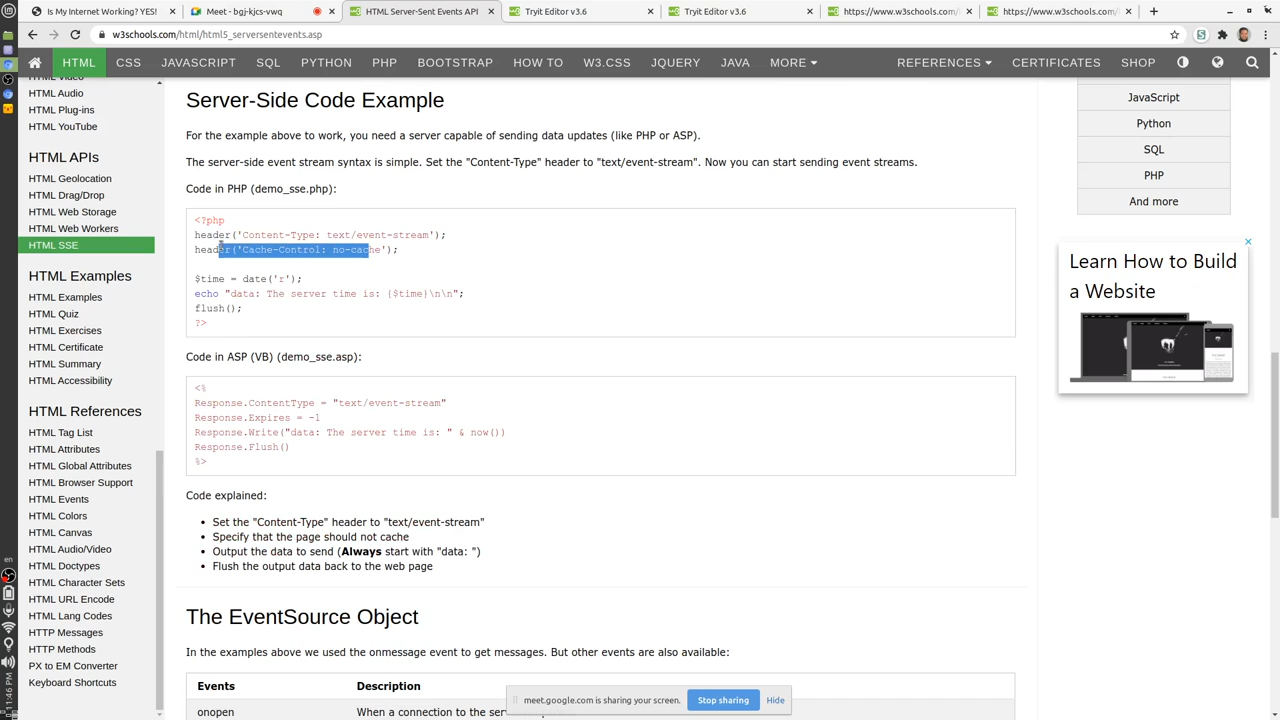 Is My Internet Working? YES!
Meet - bgj-kjcs-vwq
HTML Server-Sent Events API
Tryit Editor v3.6
Tryit Editor v3.6
https://www.w3schools.com/h
https://www.w3schools.com/h
w3schools.com/html/html5_serversentevents.asp
HTML CSS JAVASCRIPT SQL PYTHON PHP BOOTSTRAP HOW TO W3.CSS JQUERY JAVA MORE REFERENCES CERTIFICATES SHOP
HTML Video
HTML Audio
HTML Plug-ins
HTML YouTube
HTML APIs
HTML Geolocation
HTML Drag/Drop
HTML Web Storage
HTML Web Workers
HTML SSE
HTML Examples
HTML Examples
HTML Quiz
HTML Exercises
HTML Certificate
HTML Summary
HTML Accessibility
HTML References
HTML Tag List
HTML Attributes
HTML Global Attributes
HTML Browser Support
HTML Events
HTML Colors
HTML Canvas
HTML Audio/Video
HTML Doctypes
HTML Character Sets
HTML URL Encode
HTML Lang Codes
HTTP Messages
HTTP Methods
PX to EM Converter
Keyboard Shortcuts
Server-Side Code Example
For the example above to work, you need a server capable of sending data updates (like PHP or ASP).
The server-side event stream syntax is simple. Set the "Content-Type" header to "text/event-stream". Now you can start sending event streams.
Code in PHP (demo_sse.php):
<?php
header('Content-Type: text/event-stream');
header('Cache-Control: no-cache');
$time = date('r');
echo "data: The server time is: {$time}\n\n";
flush();
?>
Code in ASP (VB) (demo_sse.asp):
<%
Response.ContentType = "text/event-stream"
Response.Expires = -1
Response.Write("data: The server time is: " & now())
Response.Flush()
%>
Code explained:
Set the "Content-Type" header to "text/event-stream"
Specify that the page should not cache
Output the data to send (Always start with "data: ")
Flush the output data back to the web page
The EventSource Object
In the examples above we used the onmessage event to get messages. But other events are also available:
Events Description
onopen When a connection to the ser
JavaScript
Python
SQL
PHP
And more
Learn How to Build
a Website
meet.google.com is sharing your screen.
Stop sharing
Hide
en
11:46 PM